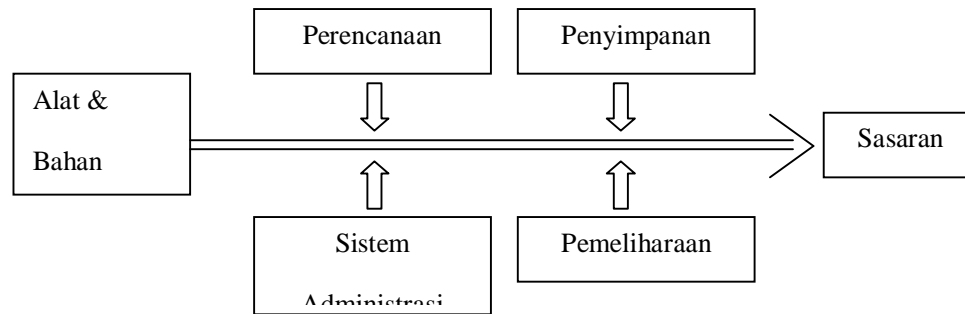 Perencanaan
Penyimpanan
Alat &
Bahan
Sasaran
Sistem
Administrasi
Pemeliharaan